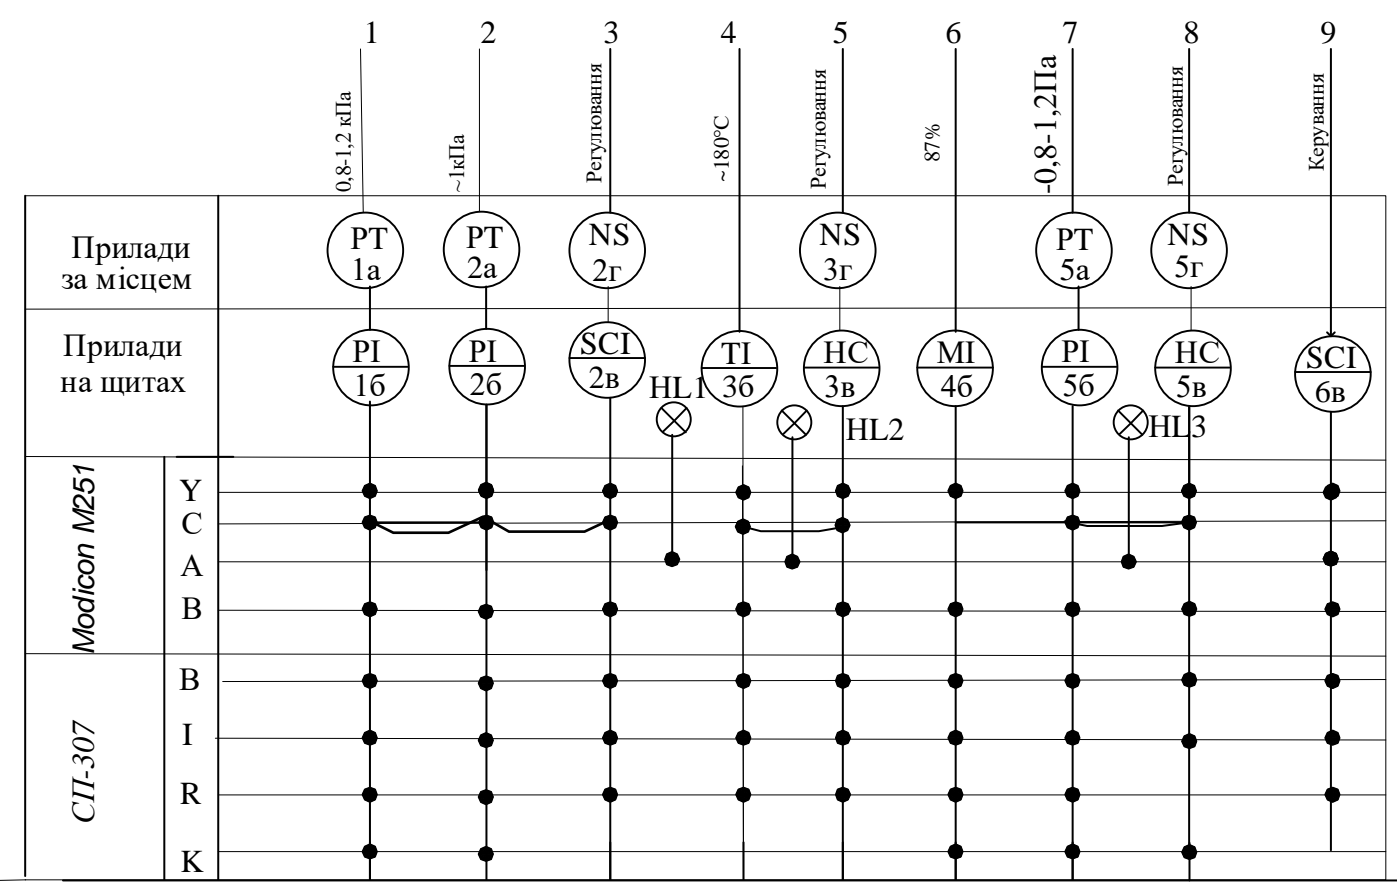 1 2 3 4 5 6 7 8 9
0,8-1,2 кПа
~1кПа
Регулювання
~180°С
Регулювання
87%
-0,8-1,2Па
Регулювання
Керування
Прилади
за місцем
PT
1а
PT
2а
NS
2г
NS
3г
PT
5а
NS
5г
Прилади
на щитах
PI
1б
PI
2б
SCI
2в
HL1
TI
3б
HL2
HC
3в
MI
4б
PI
5б
HL3
HC
5в
SCI
6в
Modicon M251
Y
C
A
B
СП-307
B
I
R
K